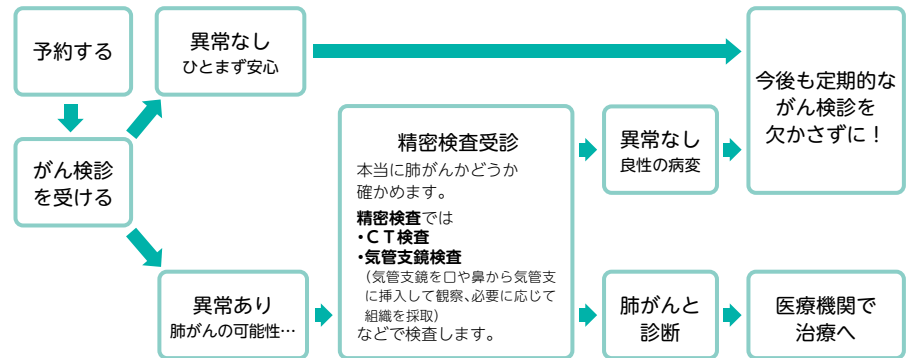 予約する
がん検診
を受ける
異常なし
ひとまず安心
異常あり
肺がんの可能性…
精密検査受診
本当に肺がんかどうか
確かめます。
精密検査では
・CT検査
・気管支鏡検査
（気管支鏡を口や鼻から気管支
に挿入して観察、必要に応じて
組織を採取）
などで検査します。
異常なし
良性の病変
肺がんと
診断
今後も定期的な
がん検診を
欠かさずに！
医療機関で
治療へ